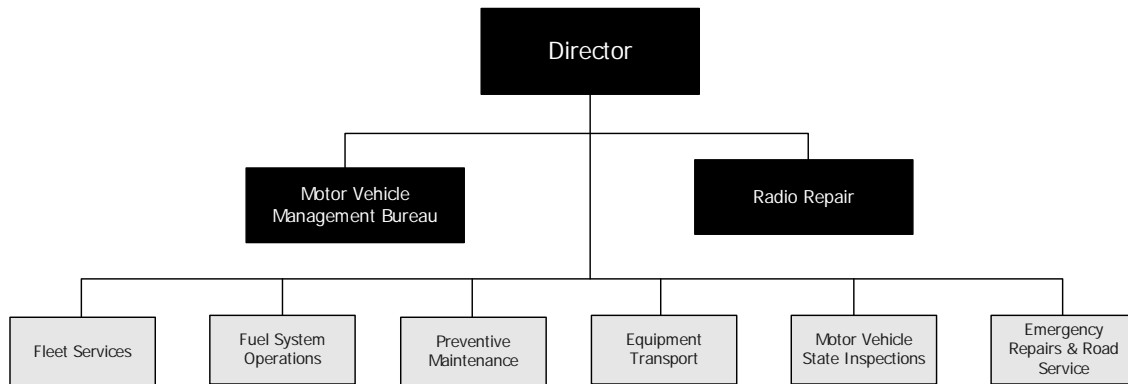 Director
Motor Vehicle
Management Bureau
Radio Repair
Fleet Services
Fuel System
Operations
Preventive
Maintenance
Equipment
Transport
Motor Vehicle
State Inspections
Emergency
Repairs & Road
Service